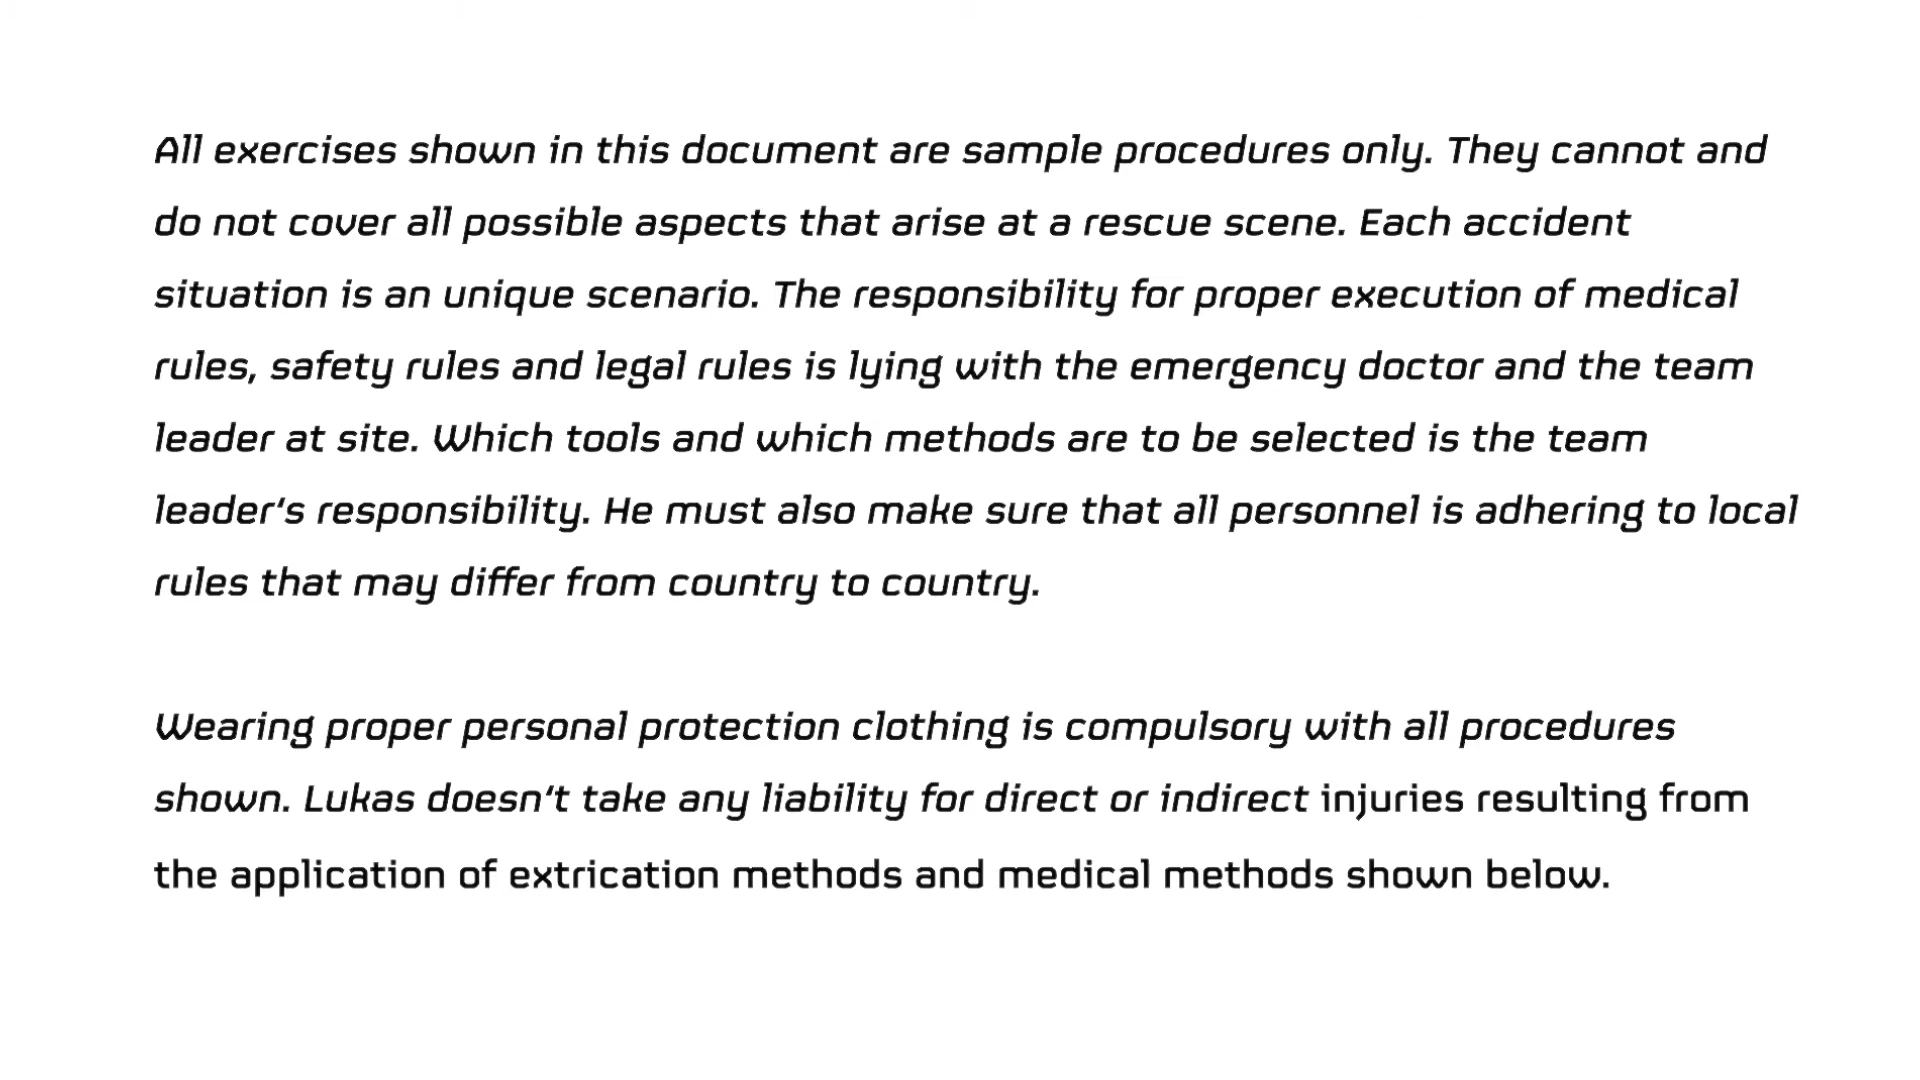 All exercises shown in this document are sample procedures only. They cannot and
do not cover all possible aspects that arise at a rescue scene. Each accident
situation is an unique scenario. The responsibility for proper execution of medical
rules, safety rules and legal rules is lying with the emergency doctor and the team
leader at site. Which tools and which methods are to be selected is the team
leader‘s responsibility. He must also make sure that all personnel is adhering to local
rules that may differ from country to country.
Wearing proper personal protection clothing is compulsory with all procedures
shown. Lukas doesn‘t take any liability for direct or indirect injuries resulting from
the application of extrication methods and medical methods shown below.